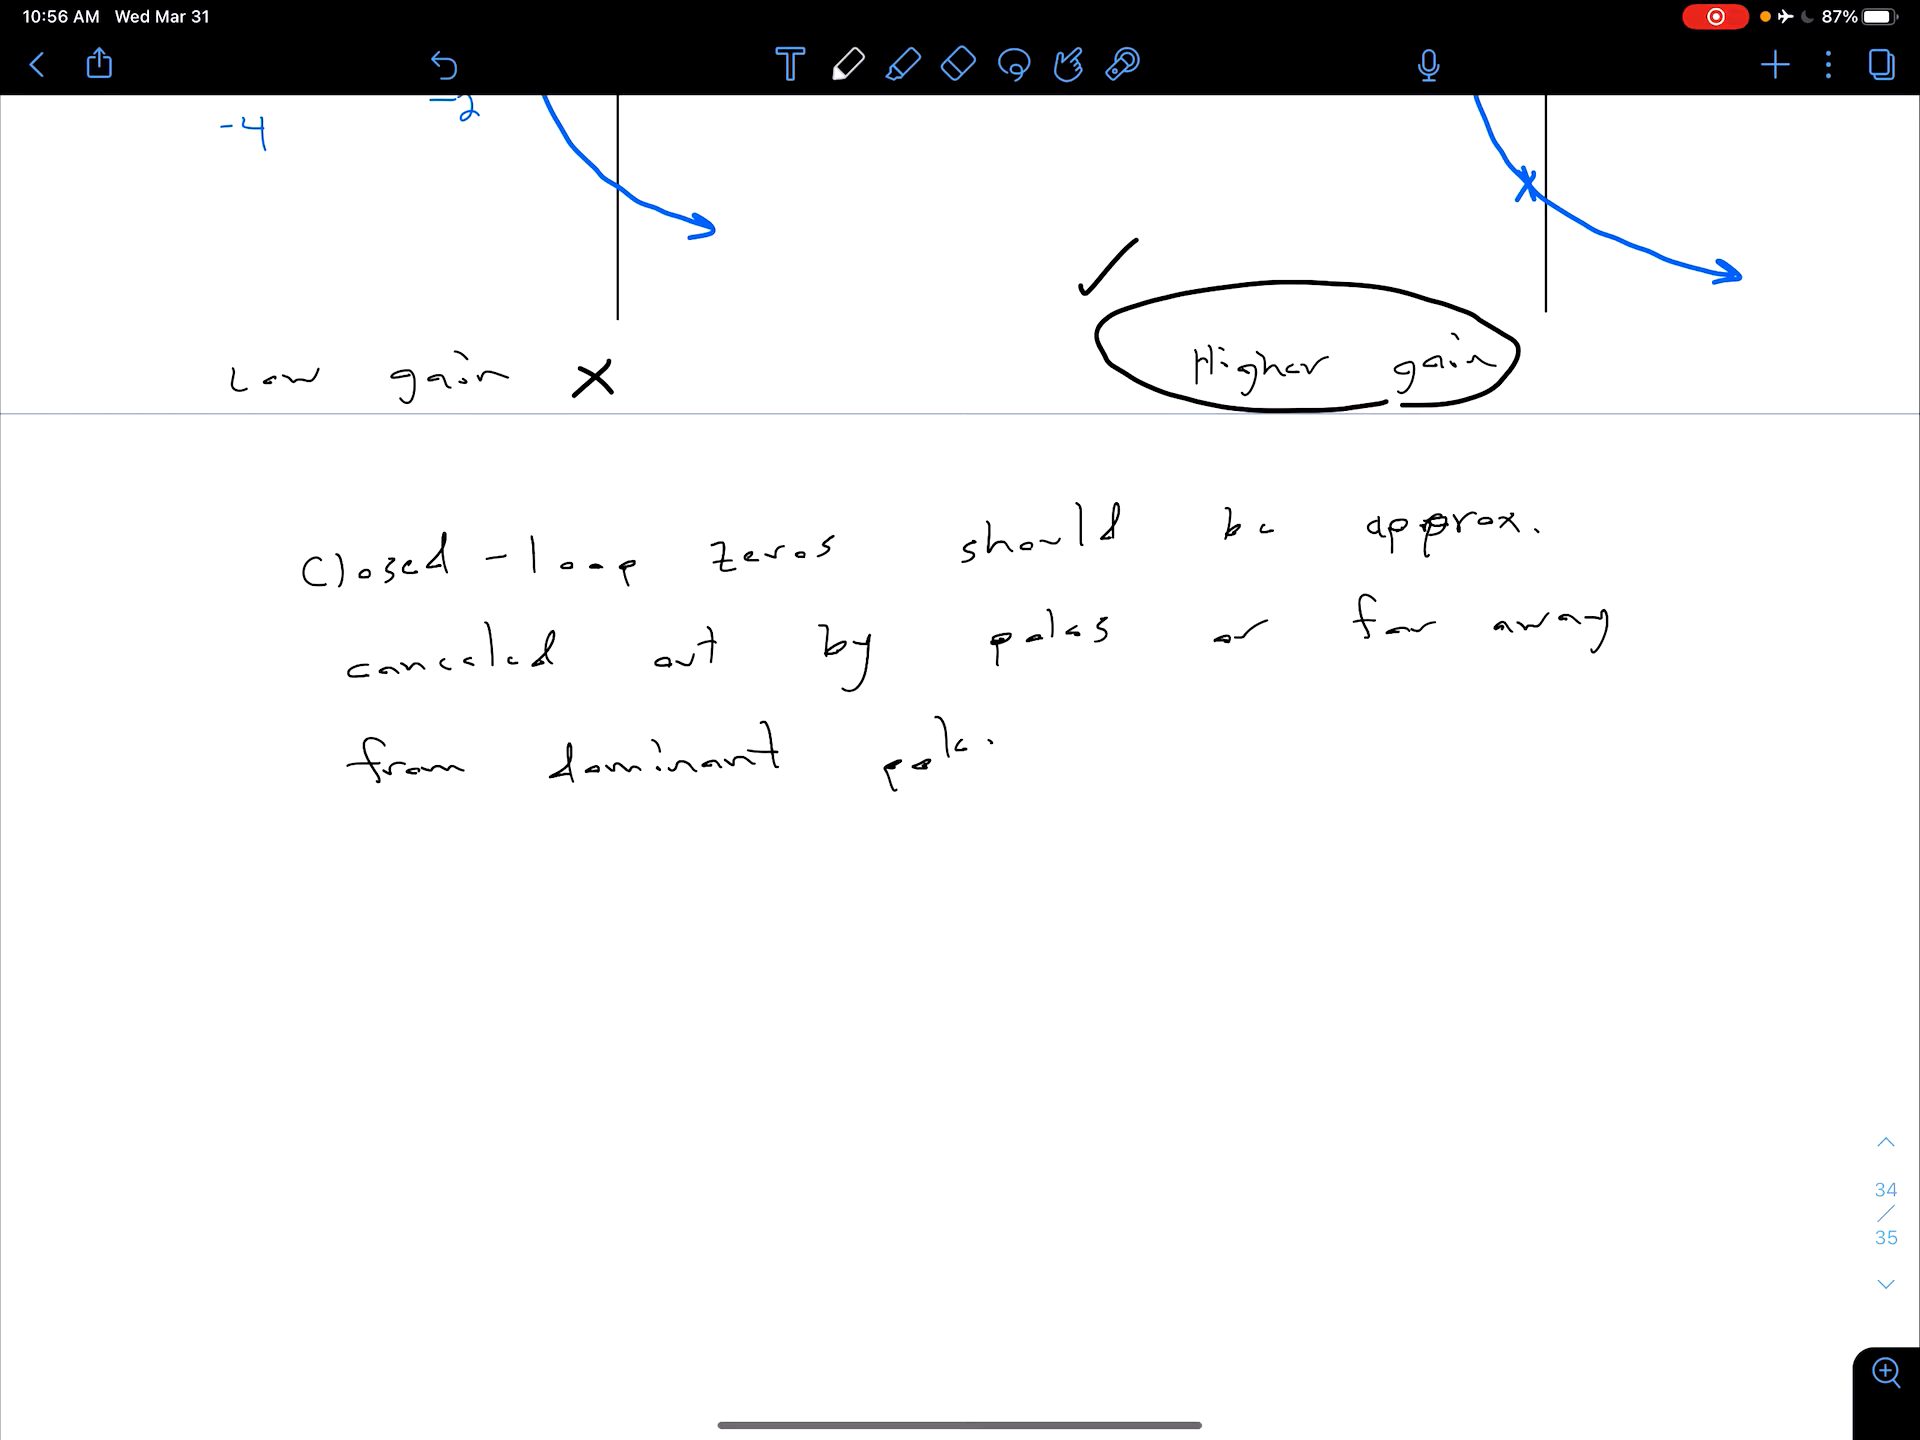 10:56 AM Wed Mar 31
87%
-2
-4
Low gain
Higher gain
Closed-loop zeros should be approx.
canceled out by poles or far away
from dominant pole.
34
/
35